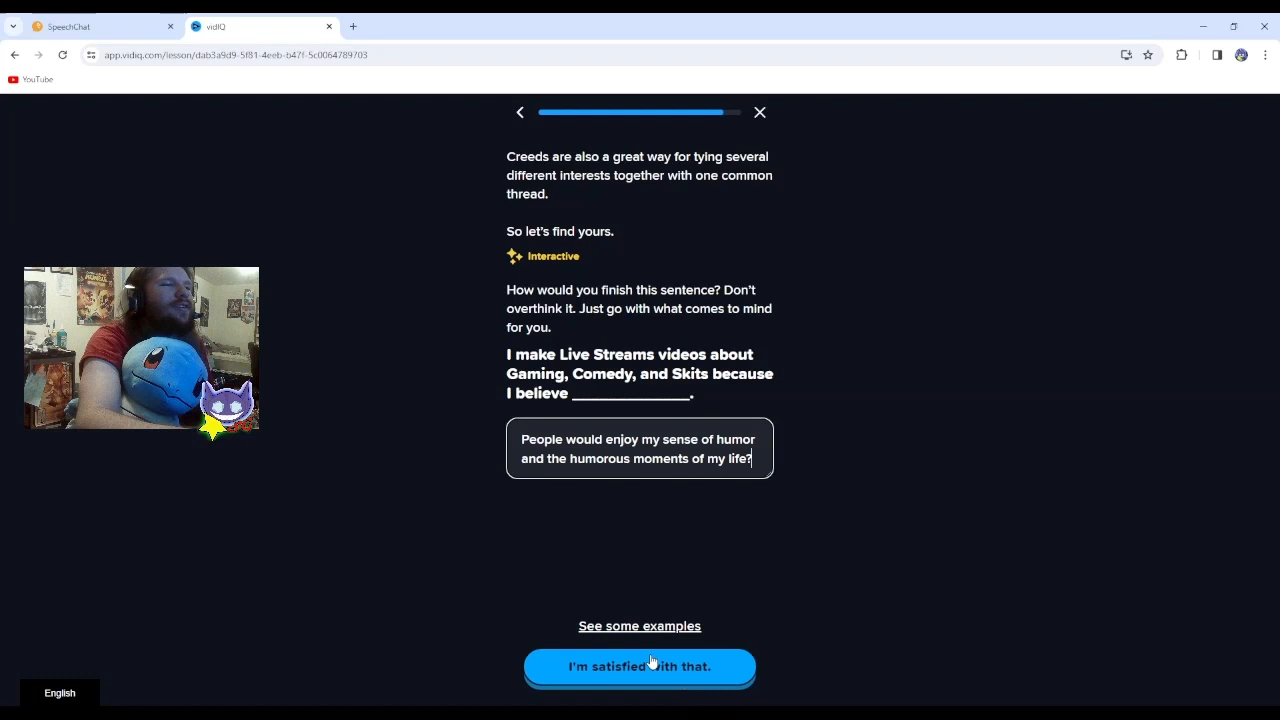 SpeechChat
vidIQ
app.vidiq.com/lesson/dab3a9d9-5f81-4eeb-b47f-5c0064789703
YouTube
Creeds are also a great way for tying several
different interests together with one common
thread.
So let's find yours.
Interactive
How would you finish this sentence? Don't
overthink it. Just go with what comes to mind
for you.
I make Live Streams videos about
Gaming, Comedy, and Skits because
I believe _______________.
People would enjoy my sense of humor
and the humorous moments of my life?
See some examples
I'm satisfied with that.
English